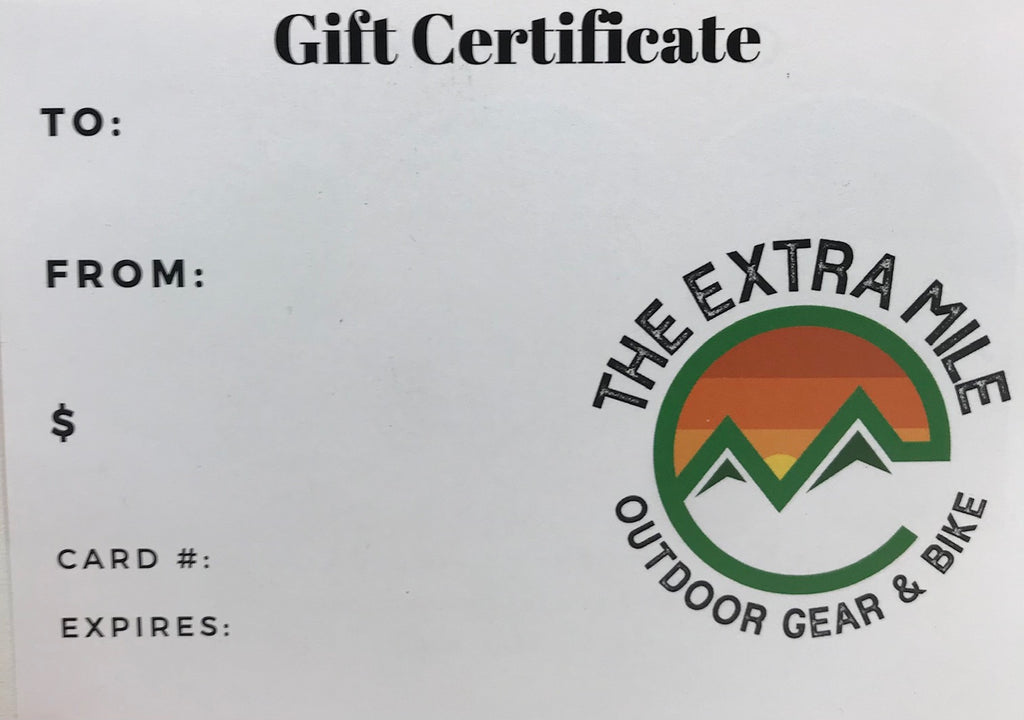 Gift Certificate
TO:
FROM:
$
CARD #:
EXPIRES:
THE EXTRA MILE
OUTDOOR GEAR & BIKE